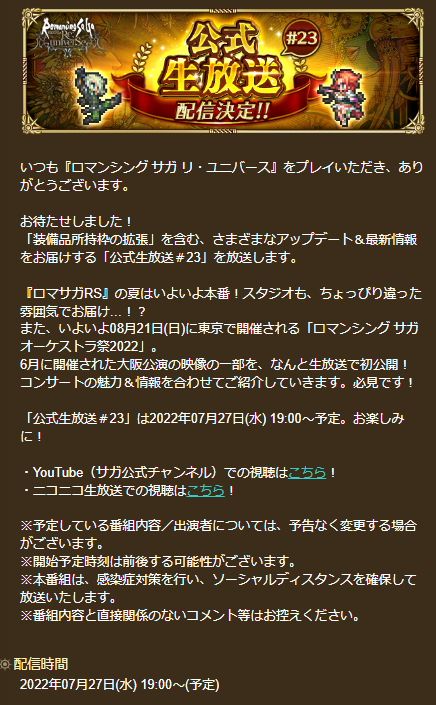 Romancing SaGa
Re;univerSe
公式
#23
生放送
配信決定!!
いつも『ロマンシング サガ リ・ユニバース』をプレイいただき、あり
がとうございます。
お待たせしました！
「装備品所持枠の拡張」を含む、さまざまなアップデート＆最新情報
をお届けする「公式生放送＃23」を放送します。
『ロマサガRS』の夏はいよいよ本番！スタジオも、ちょっぴり違った
雰囲気でお届け…！？
また、いよいよ08月21日(日)に東京で開催される「ロマンシング サガ
オーケストラ祭2022」。
6月に開催された大阪公演の映像の一部を、なんと生放送で初公開！
コンサートの魅力＆情報を合わせてご紹介していきます。必見です！
「公式生放送＃23」は2022年07月27日(水) 19:00～予定。お楽しみ
に！
・YouTube（サガ公式チャンネル）での視聴はこちら！
・ニコニコ生放送での視聴はこちら！
※予定している番組内容／出演者については、予告なく変更する場合
がございます。
※開始予定時刻は前後する可能性がございます。
※本番組は、感染症対策を行い、ソーシャルディスタンスを確保して
放送いたします。
※番組内容と直接関係のないコメント等はお控えください。
配信時間
2022年07月27日(水) 19:00～(予定)